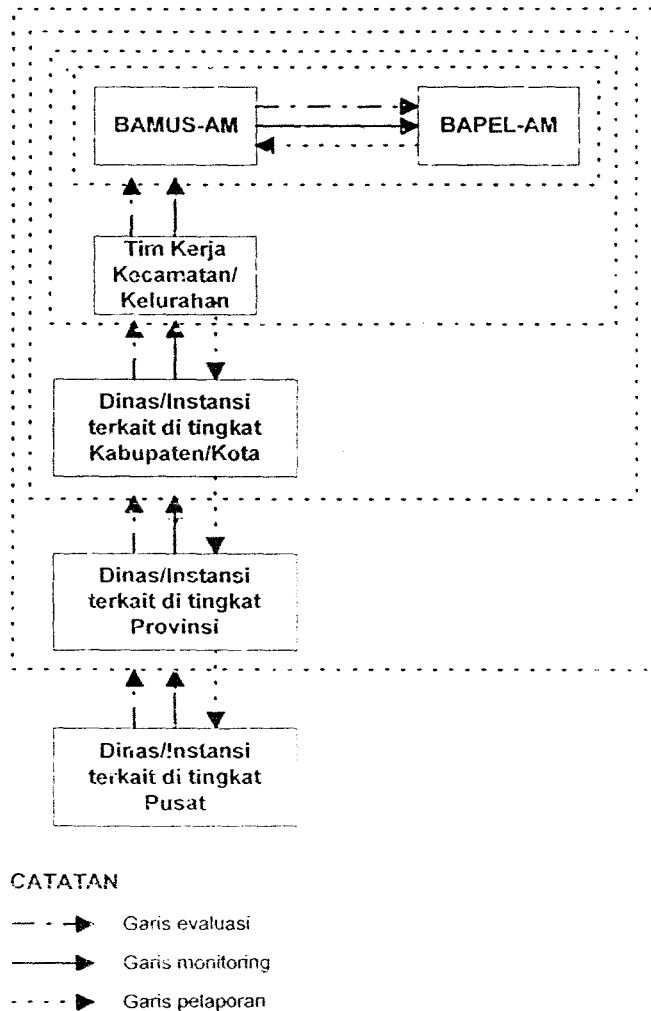 BAMUS-AM
BAPEL-AM
Tim Kerja
Kecamatan/
Kelurahan
Dinas/Instansi
terkait di tingkat
Kabupaten/Kota
Dinas/Instansi
terkait di tingkat
Provinsi
Dinas/Instansi
terkait di tingkat
Pusat
CATATAN
Garis evaluasi
Garis monitoring
Garis pelaporan